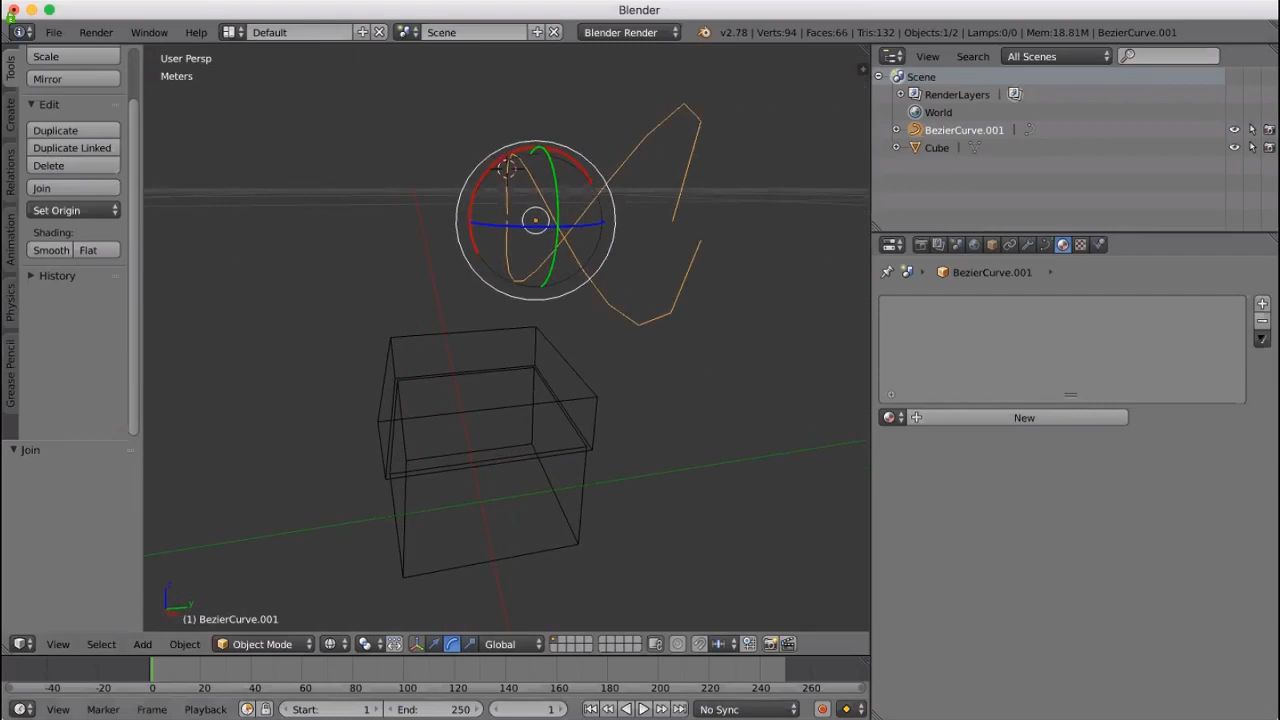 Blender
File Render Window Help Default Scene Blender Render v2.78 | Verts:94 | Faces:66 | Tris:132 | Objects:1/2 | Lamps:0/0 | Mem:18.81M | BezierCurve.001
Tools
Create
Relations
Animation
Physics
Grease Pencil
Scale
Mirror
Edit
Duplicate
Duplicate Linked
Delete
Join
Set Origin
Shading:
Smooth Flat
History
Join
User Persp
Meters
z
y
(1) BezierCurve.001
View Search All Scenes
Scene
RenderLayers
World
BezierCurve.001
Cube
BezierCurve.001
New
View Select Add Object Object Mode Global
-40 -20 0 20 40 60 80 100 120 140 160 180 200 220 240 260
View Marker Frame Playback Start: 1 End: 250 1 No Sync